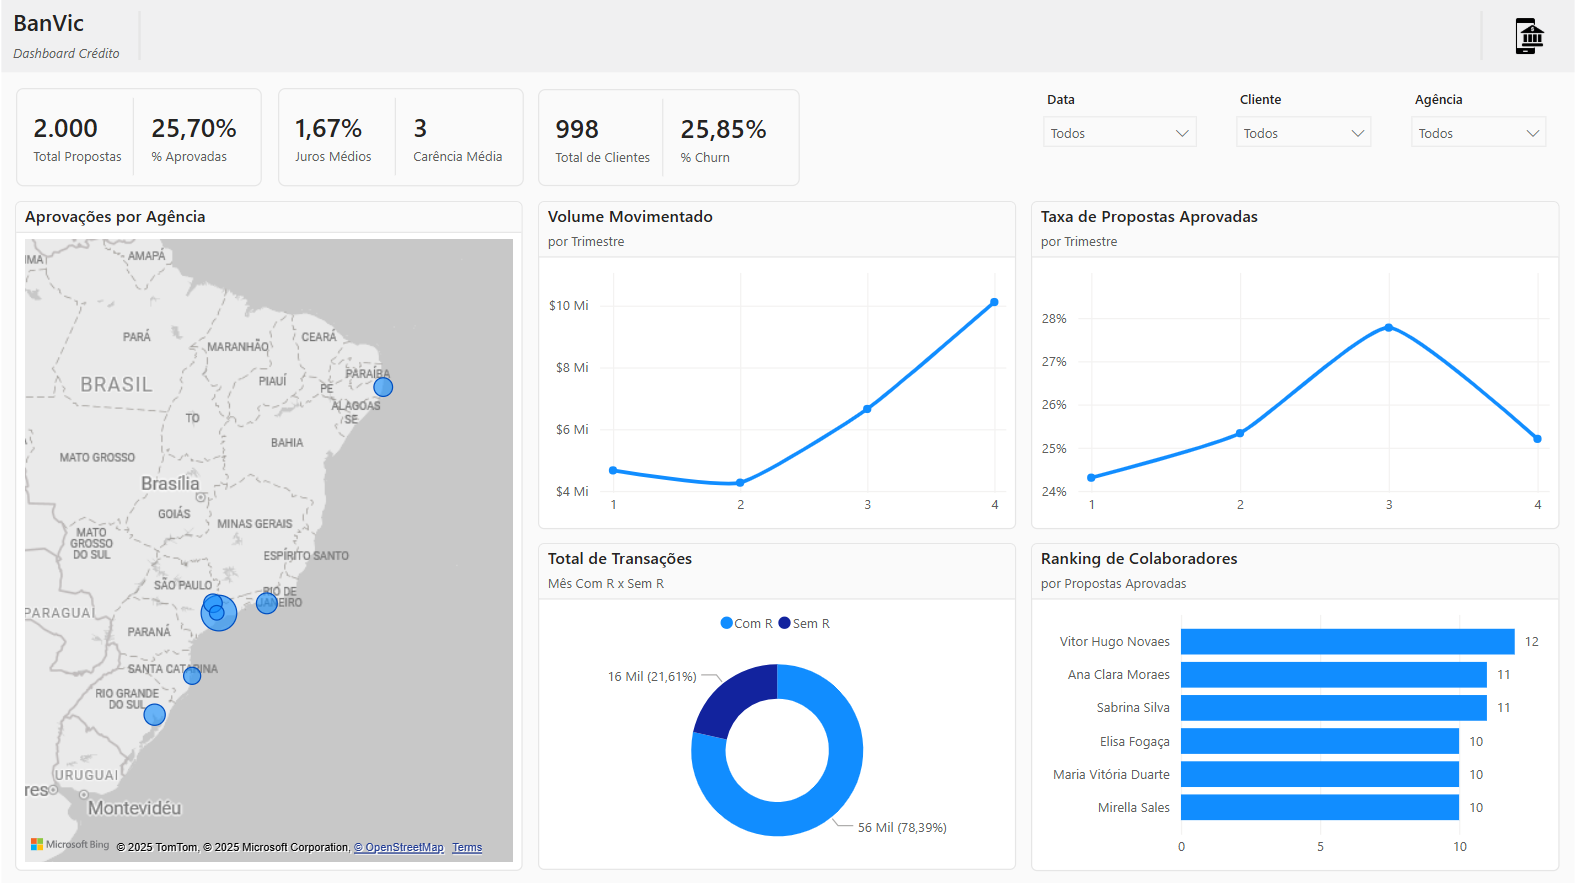 BanVic
Dashboard Crédito
2.000
Total Propostas
25,70%
% Aprovadas
1,67%
Juros Médios
3
Carência Média
998
Total de Clientes
25,85%
% Churn
Data
Todos
Cliente
Todos
Agência
Todos
Aprovações por Agência
AMAPÁ
PARÁ
MARANHÃO
CEARÁ
PIAUÍ
PARAÍBA
PE
ALAGOAS
SE
BRASIL
TO
BAHIA
MATO GROSSO
Brasília
GOIÁS
MINAS GERAIS
MATO
GROSSO
DO SUL
ESPÍRITO SANTO
SÃO PAULO
RIO DE
JANEIRO
PARAGUAI
PARANÁ
SANTA CATARINA
RIO GRANDE
DO SUL
URUGUAI
res
Montevidéu
Microsoft Bing
© 2025 TomTom, © 2025 Microsoft Corporation, © OpenStreetMap Terms
Volume Movimentado
por Trimestre
$10 Mi
$8 Mi
$6 Mi
$4 Mi
1 2 3 4
Taxa de Propostas Aprovadas
por Trimestre
28%
27%
26%
25%
24%
1 2 3 4
Total de Transações
Mês Com R x Sem R
Com R Sem R
16 Mil (21,61%)
56 Mil (78,39%)
Ranking de Colaboradores
por Propostas Aprovadas
Vitor Hugo Novaes 12
Ana Clara Moraes 11
Sabrina Silva 11
Elisa Fogaça 10
Maria Vitória Duarte 10
Mirella Sales 10
0 5 10